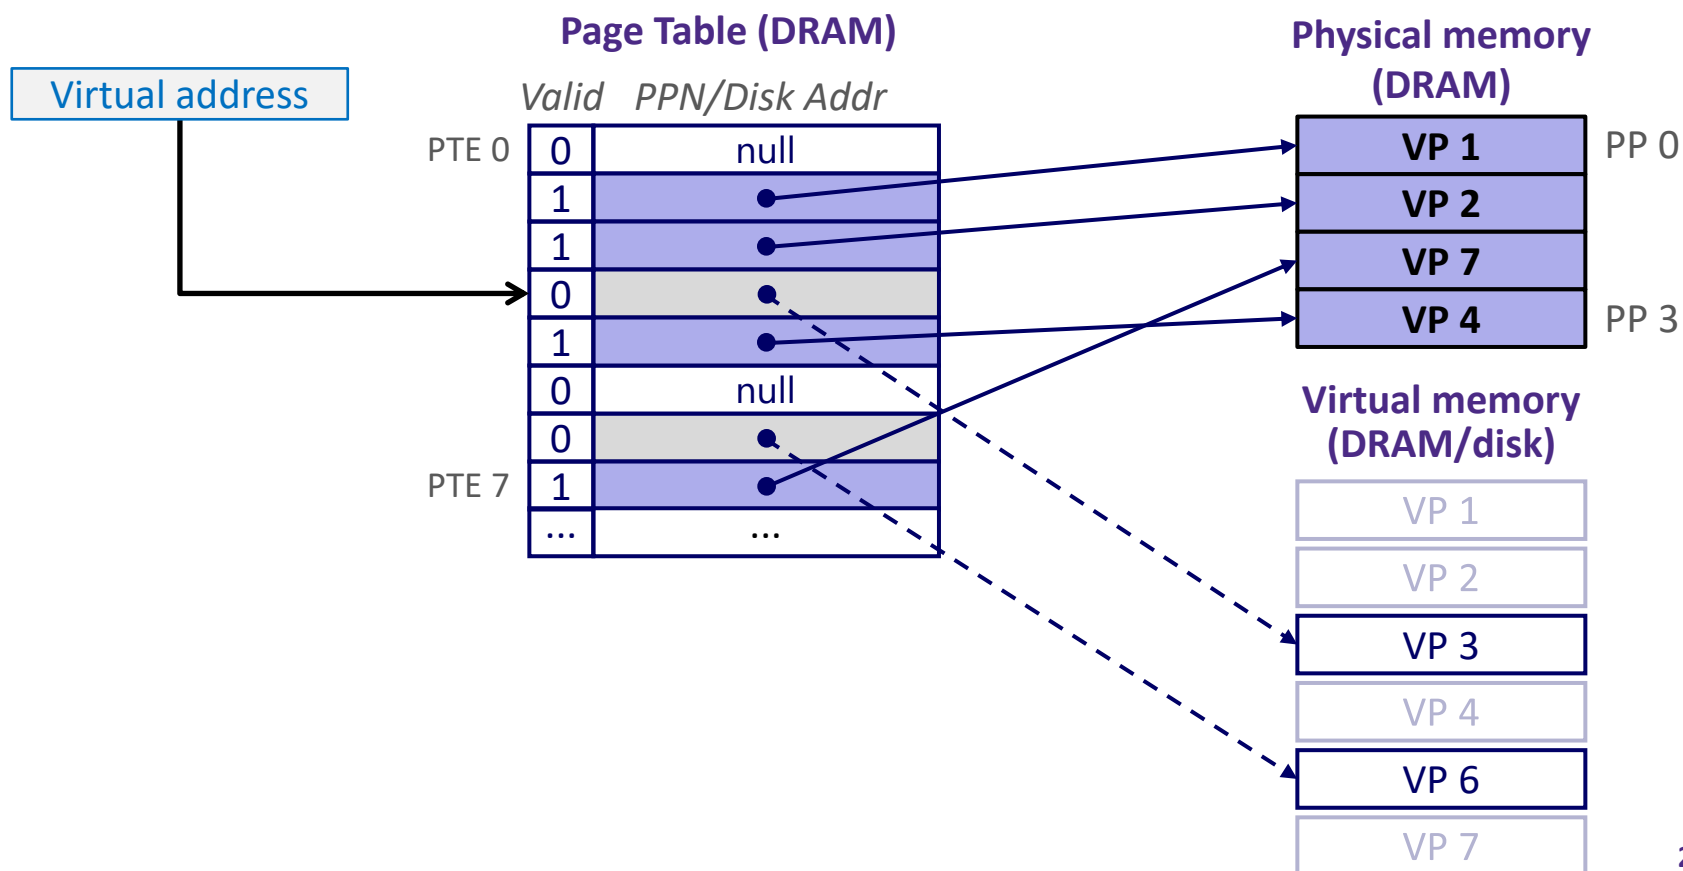 Page Table (DRAM)
Physical memory
(DRAM)
Virtual address
Valid PPN/Disk Addr
PTE 0 0 null
1
1
0
1
0 null
0
PTE 7 1
... ...
VP 1 PP 0
VP 2
VP 7
VP 4 PP 3
Virtual memory
(DRAM/disk)
VP 1
VP 2
VP 3
VP 4
VP 6
VP 7